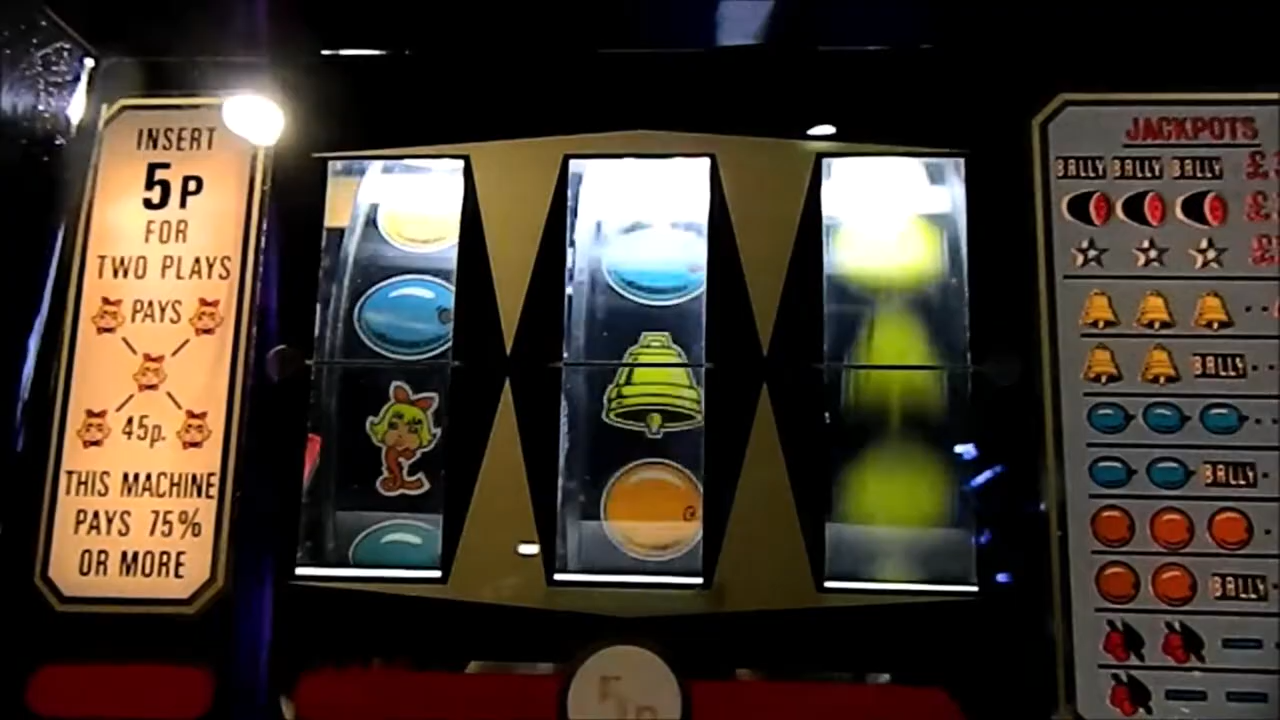 INSERT
5P
FOR
TWO PLAYS
PAYS
45p.
THIS MACHINE
PAYS 75%
OR MORE
JACKPOTS
BALLY BALLY BALLY £
£
£
BALLY
BALLY
BALLY
5p